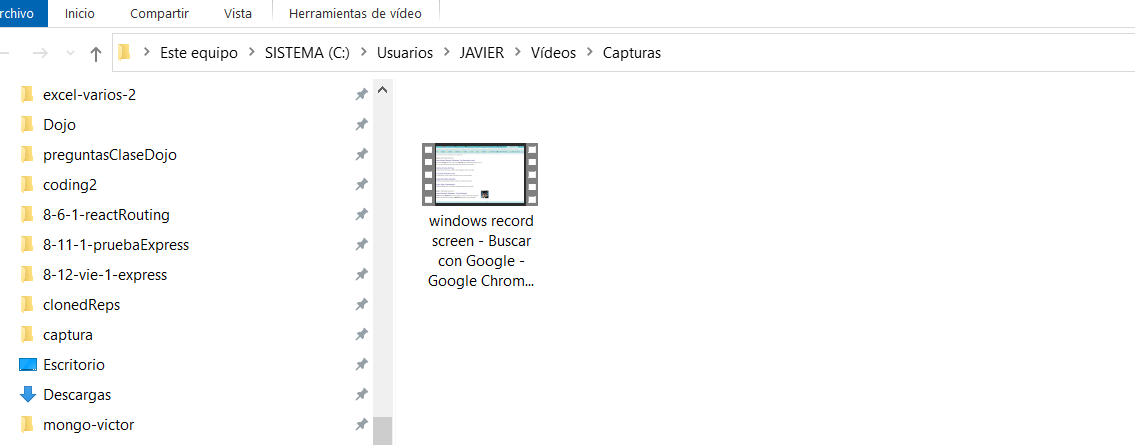 rchivo Inicio Compartir Vista Herramientas de vídeo
Este equipo SISTEMA (C:) Usuarios JAVIER Vídeos Capturas
excel-varios-2
Dojo
preguntasClaseDojo
coding2
8-6-1-reactRouting
8-11-1-pruebaExpress
8-12-vie-1-express
clonedReps
captura
Escritorio
Descargas
mongo-victor
windows record
screen - Buscar
con Google -
Google Chrom...